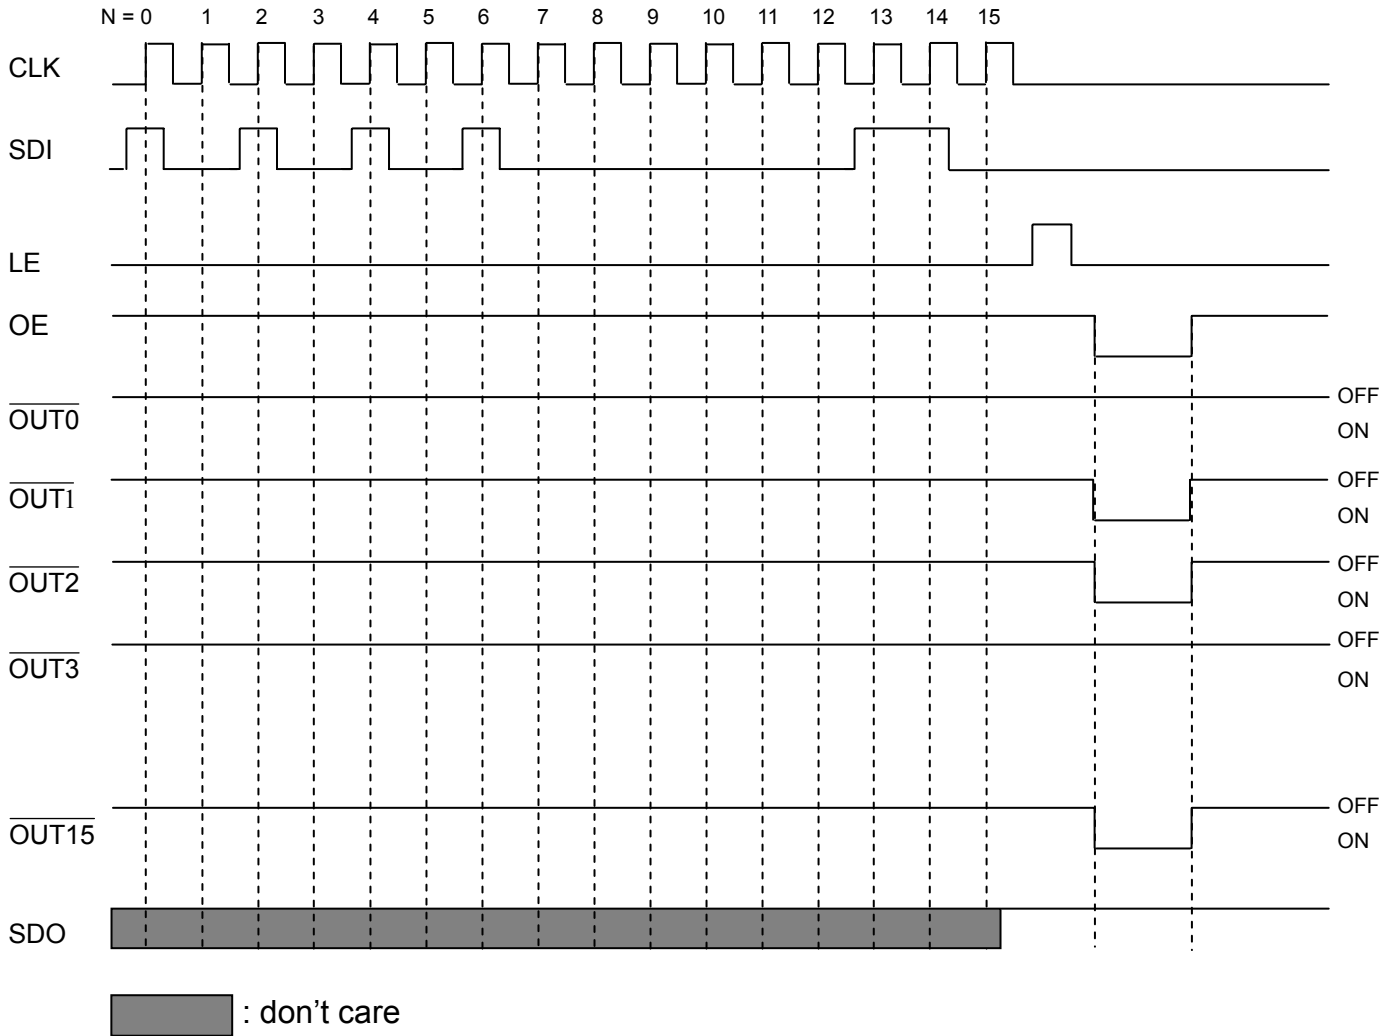 N = 0 1 2 3 4 5 6 7 8 9 10 11 12 13 14 15
CLK
SDI
LE
OE
OUT0
OFF
ON
OUT1
OFF
ON
OUT2
OFF
ON
OUT3
OFF
ON
OUT15
OFF
ON
SDO
: don't care